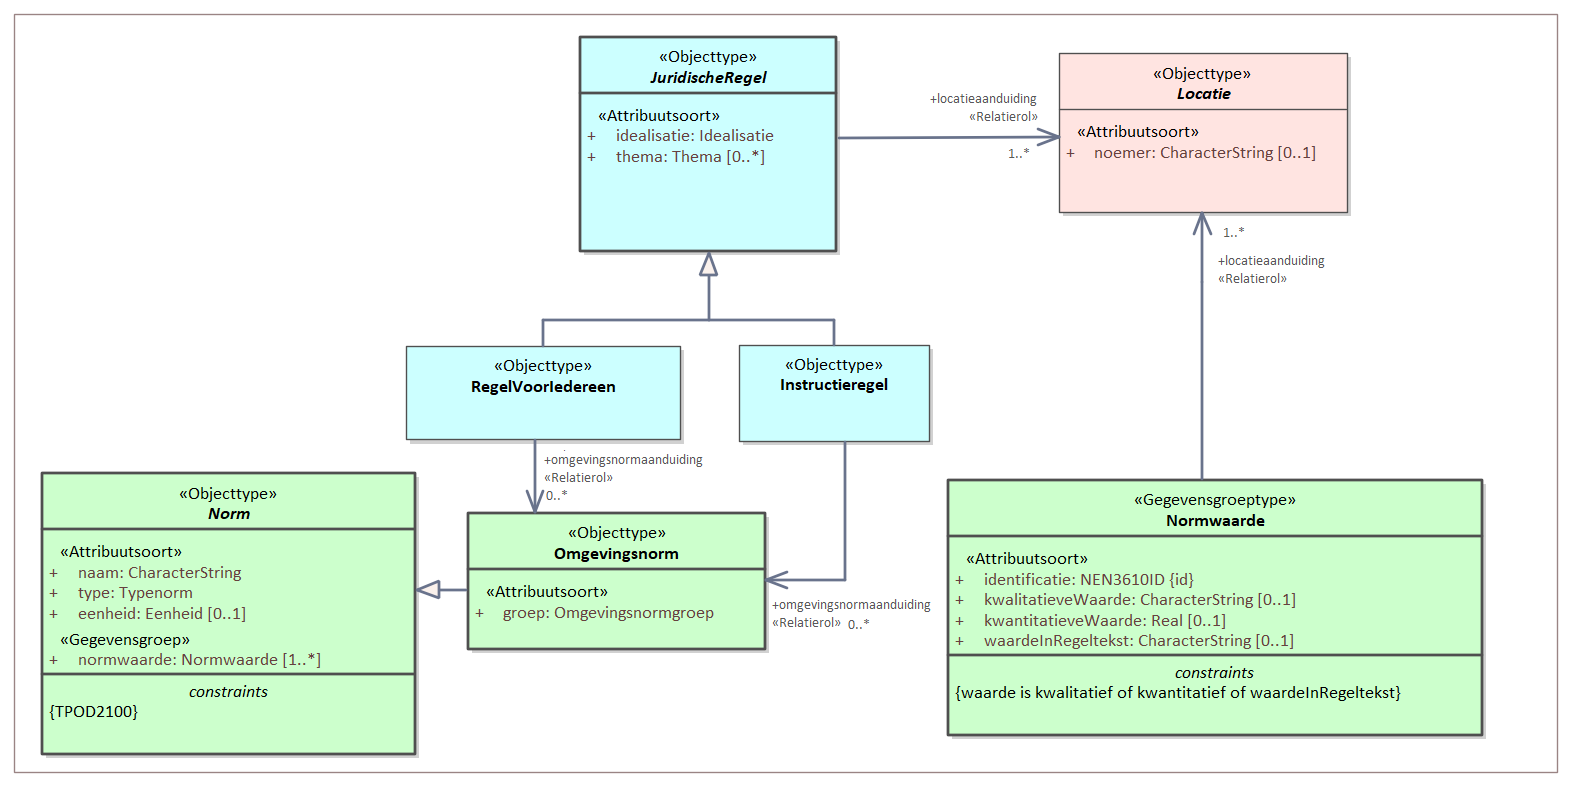 «Objecttype»
JuridischeRegel
«Attribuutsoort»
+ idealisatie: Idealisatie
+ thema: Thema [0..*]
+locatieaanduiding
«Relatierol»
1..*
«Objecttype»
Locatie
«Attribuutsoort»
+ noemer: CharacterString [0..1]
1..*
+locatieaanduiding
«Relatierol»
«Objecttype»
RegelVoorIedereen
«Objecttype»
Instructieregel
+omgevingsnormaanduiding
«Relatierol»
0..*
«Objecttype»
Norm
«Attribuutsoort»
+ naam: CharacterString
+ type: Typenorm
+ eenheid: Eenheid [0..1]
«Gegevensgroep»
+ normwaarde: Normwaarde [1..*]
constraints
{TPOD2100}
«Objecttype»
Omgevingsnorm
«Attribuutsoort»
+ groep: Omgevingsnormgroep
+omgevingsnormaanduiding
«Relatierol» 0..*
«Gegevensgroeptype»
Normwaarde
«Attribuutsoort»
+ identificatie: NEN3610ID {id}
+ kwalitatieveWaarde: CharacterString [0..1]
+ kwantitatieveWaarde: Real [0..1]
+ waardeInRegeltekst: CharacterString [0..1]
constraints
{waarde is kwalitatief of kwantitatief of waardeInRegeltekst}